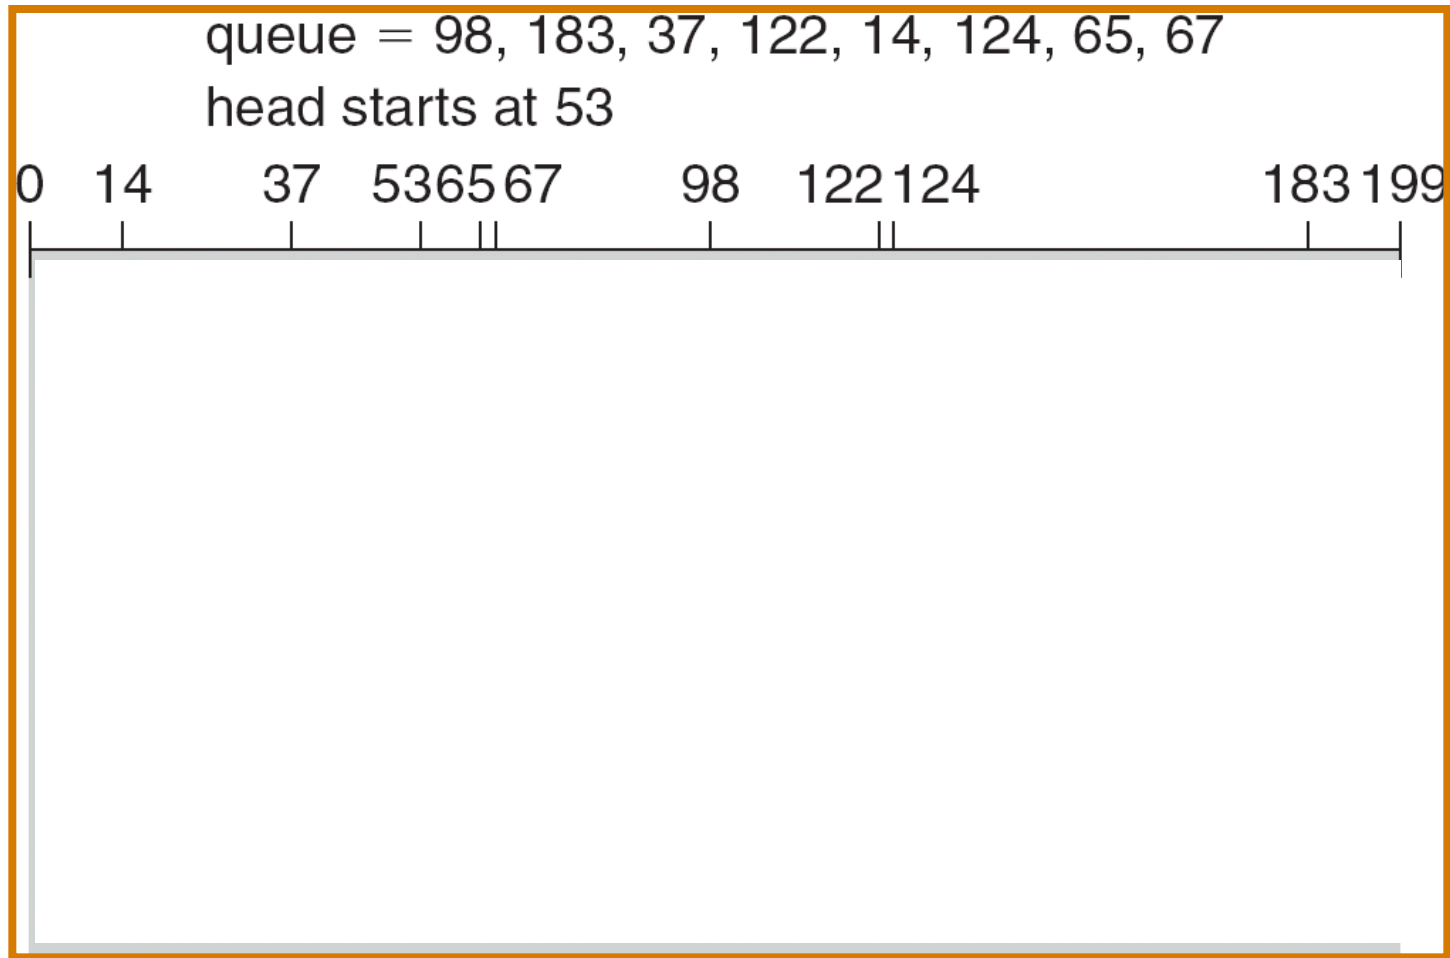 queue = 98, 183, 37, 122, 14, 124, 65, 67
head starts at 53
0 14 37 53 65 67 98 122 124 183 199